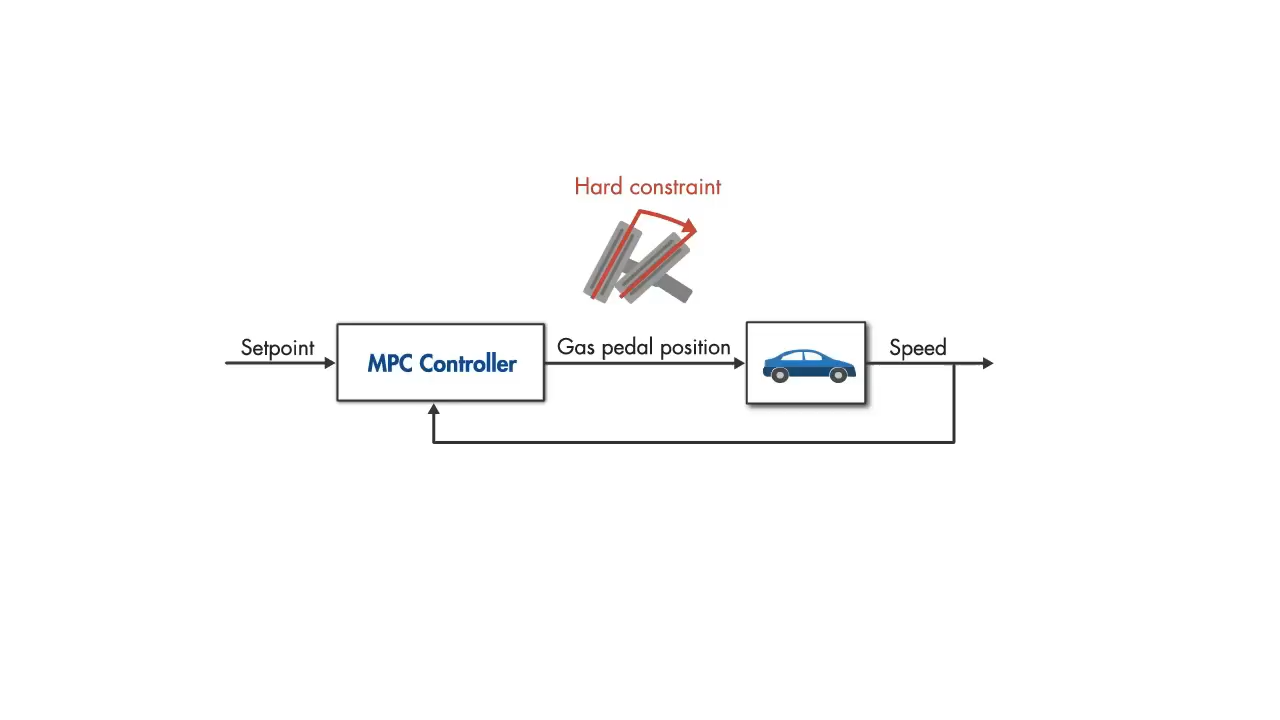 Hard constraint
Setpoint
MPC Controller
Gas pedal position
Speed